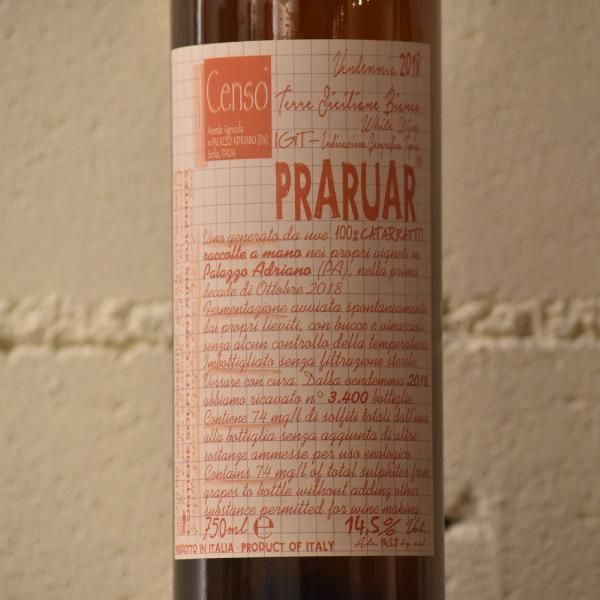 Censo
Azienda Agricola
in PALAZZO ADRIANO [PA]
Sicilia, ITALIA
Vendemmia 2018
Terre Siciliane Bianco
White Wine
IGT - Indicazione Geografica Tipica
PRARUAR®
Vino generato da uve 100% CATARRATTO
raccolte a mano nei propri vigneti in
Palazzo Adriano (PA), nella prima
decade di Ottobre 2018
Fermentazione avviata spontaneamente
dai propri lieviti, con bucce e vinaccioli,
senza alcun controllo della temperatura
Imbottigliato senza filtrazione sterile.
Versare con cura. Dalla vendemmia 2018
abbiamo ricavato n° 3.400 bottiglie.
Contiene 74 mg/l di solfiti totali dall'uva
alla bottiglia senza aggiunta di altre
sostanze ammesse per uso enologico.
Contains 74 mg/l of total sulphites from
grapes to bottle without adding other
substance permitted for wine making
750ml e 14,5% Vol.
Alc. 14,5% by vol.
PRODOTTO IN ITALIA - PRODUCT OF ITALY